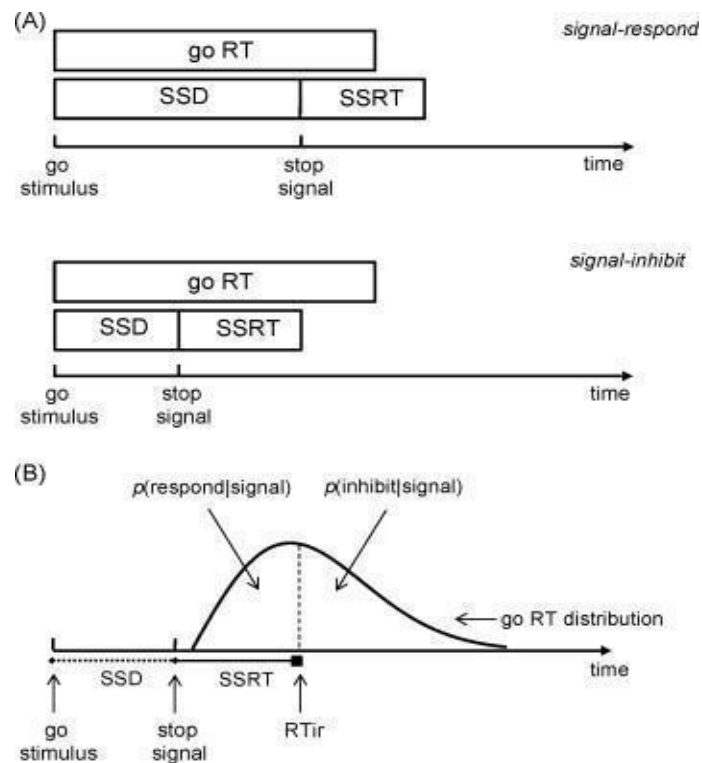 (A)
signal-respond
go RT
SSD SSRT
go stop time
stimulus signal
signal-inhibit
go RT
SSD SSRT
go stop time
stimulus signal
(B)
p(respond|signal) p(inhibit|signal)
go RT distribution
time
SSD SSRT
go stop RTir
stimulus signal